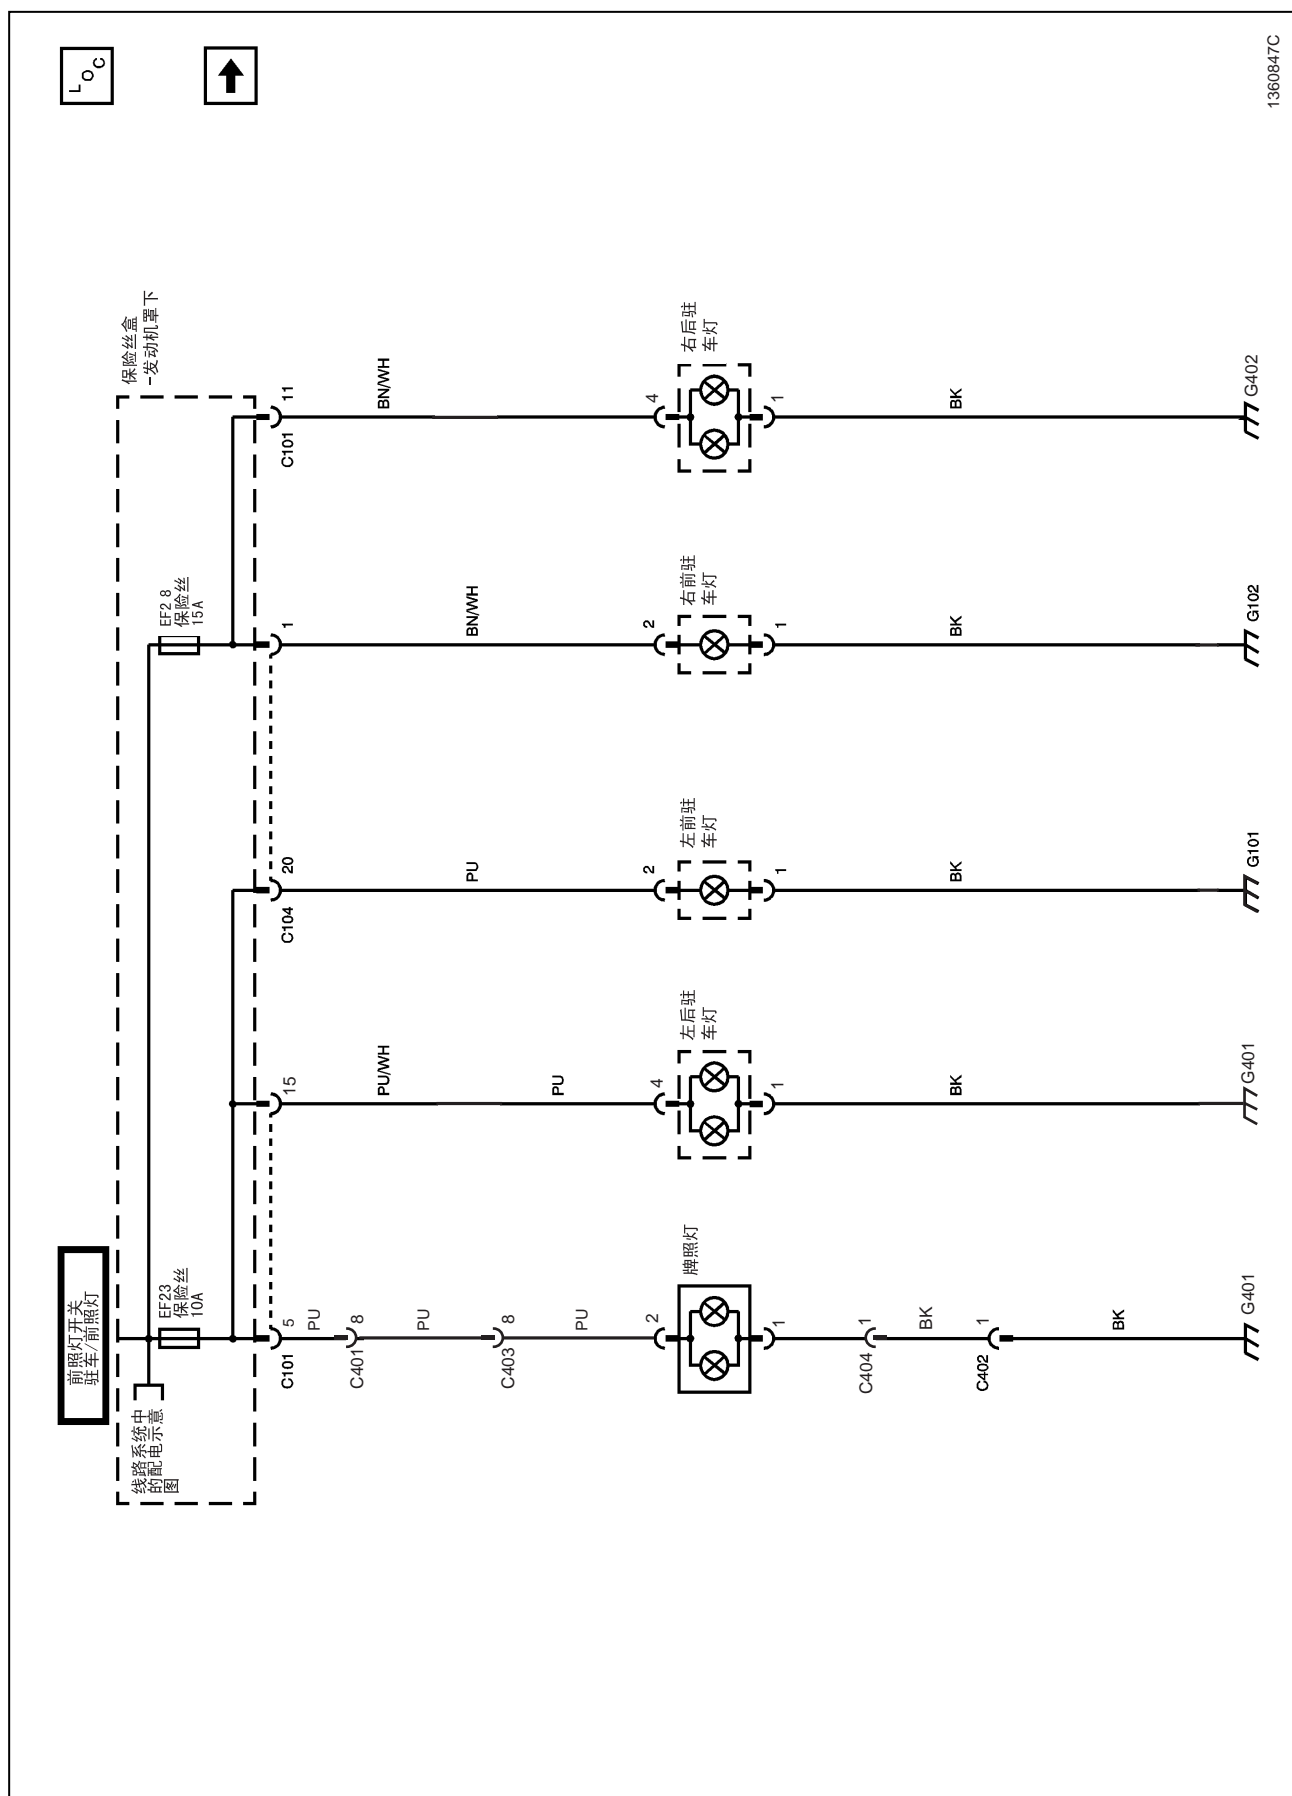 前照灯开关
驻车/前照灯
LOC
线路系统中
的配电示意
图
EF23
保险丝
10A
EF2 8
保险丝
15A
保险丝盒
-发动机罩下
C101 5
15
C104 20
1
C101 11
PU
C401 8
PU/WH
BN/WH
PU
PU
BN/WH
C403 8
PU
PU
2
4
2
2
4
牌照灯
左后驻
车灯
左前驻
车灯
右前驻
车灯
右后驻
车灯
1
1
1
1
1
C404 1
BK
BK
BK
BK
BK
C402 1
BK
G401
G401
G101
G102
G402
1360847C